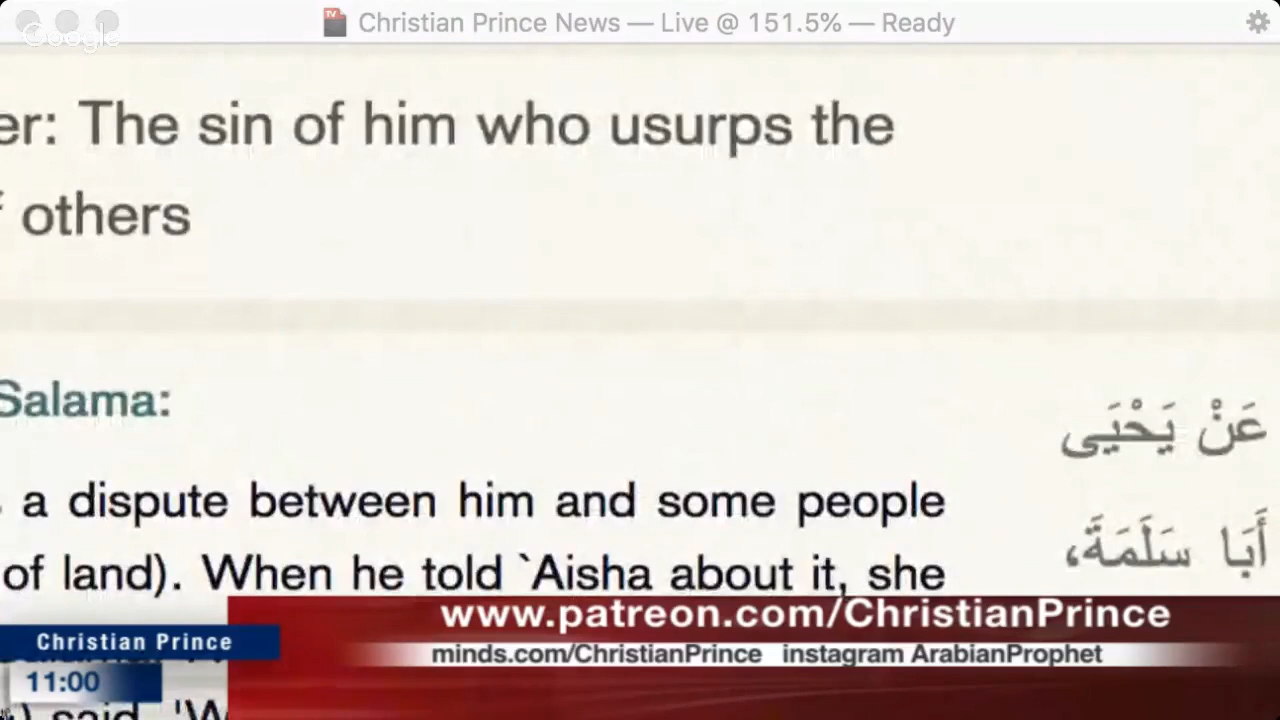 Christian Prince News — Live @ 151.5% — Ready
Google
er: The sin of him who usurps the
f others
Salama:
عَنْ يَحْيَى
a dispute between him and some people
أَبَا سَلَمَةَ،
of land). When he told `Aisha about it, she
www.patreon.com/ChristianPrince
Christian Prince
minds.com/ChristianPrince instagram ArabianProphet
11:00
said, 'W